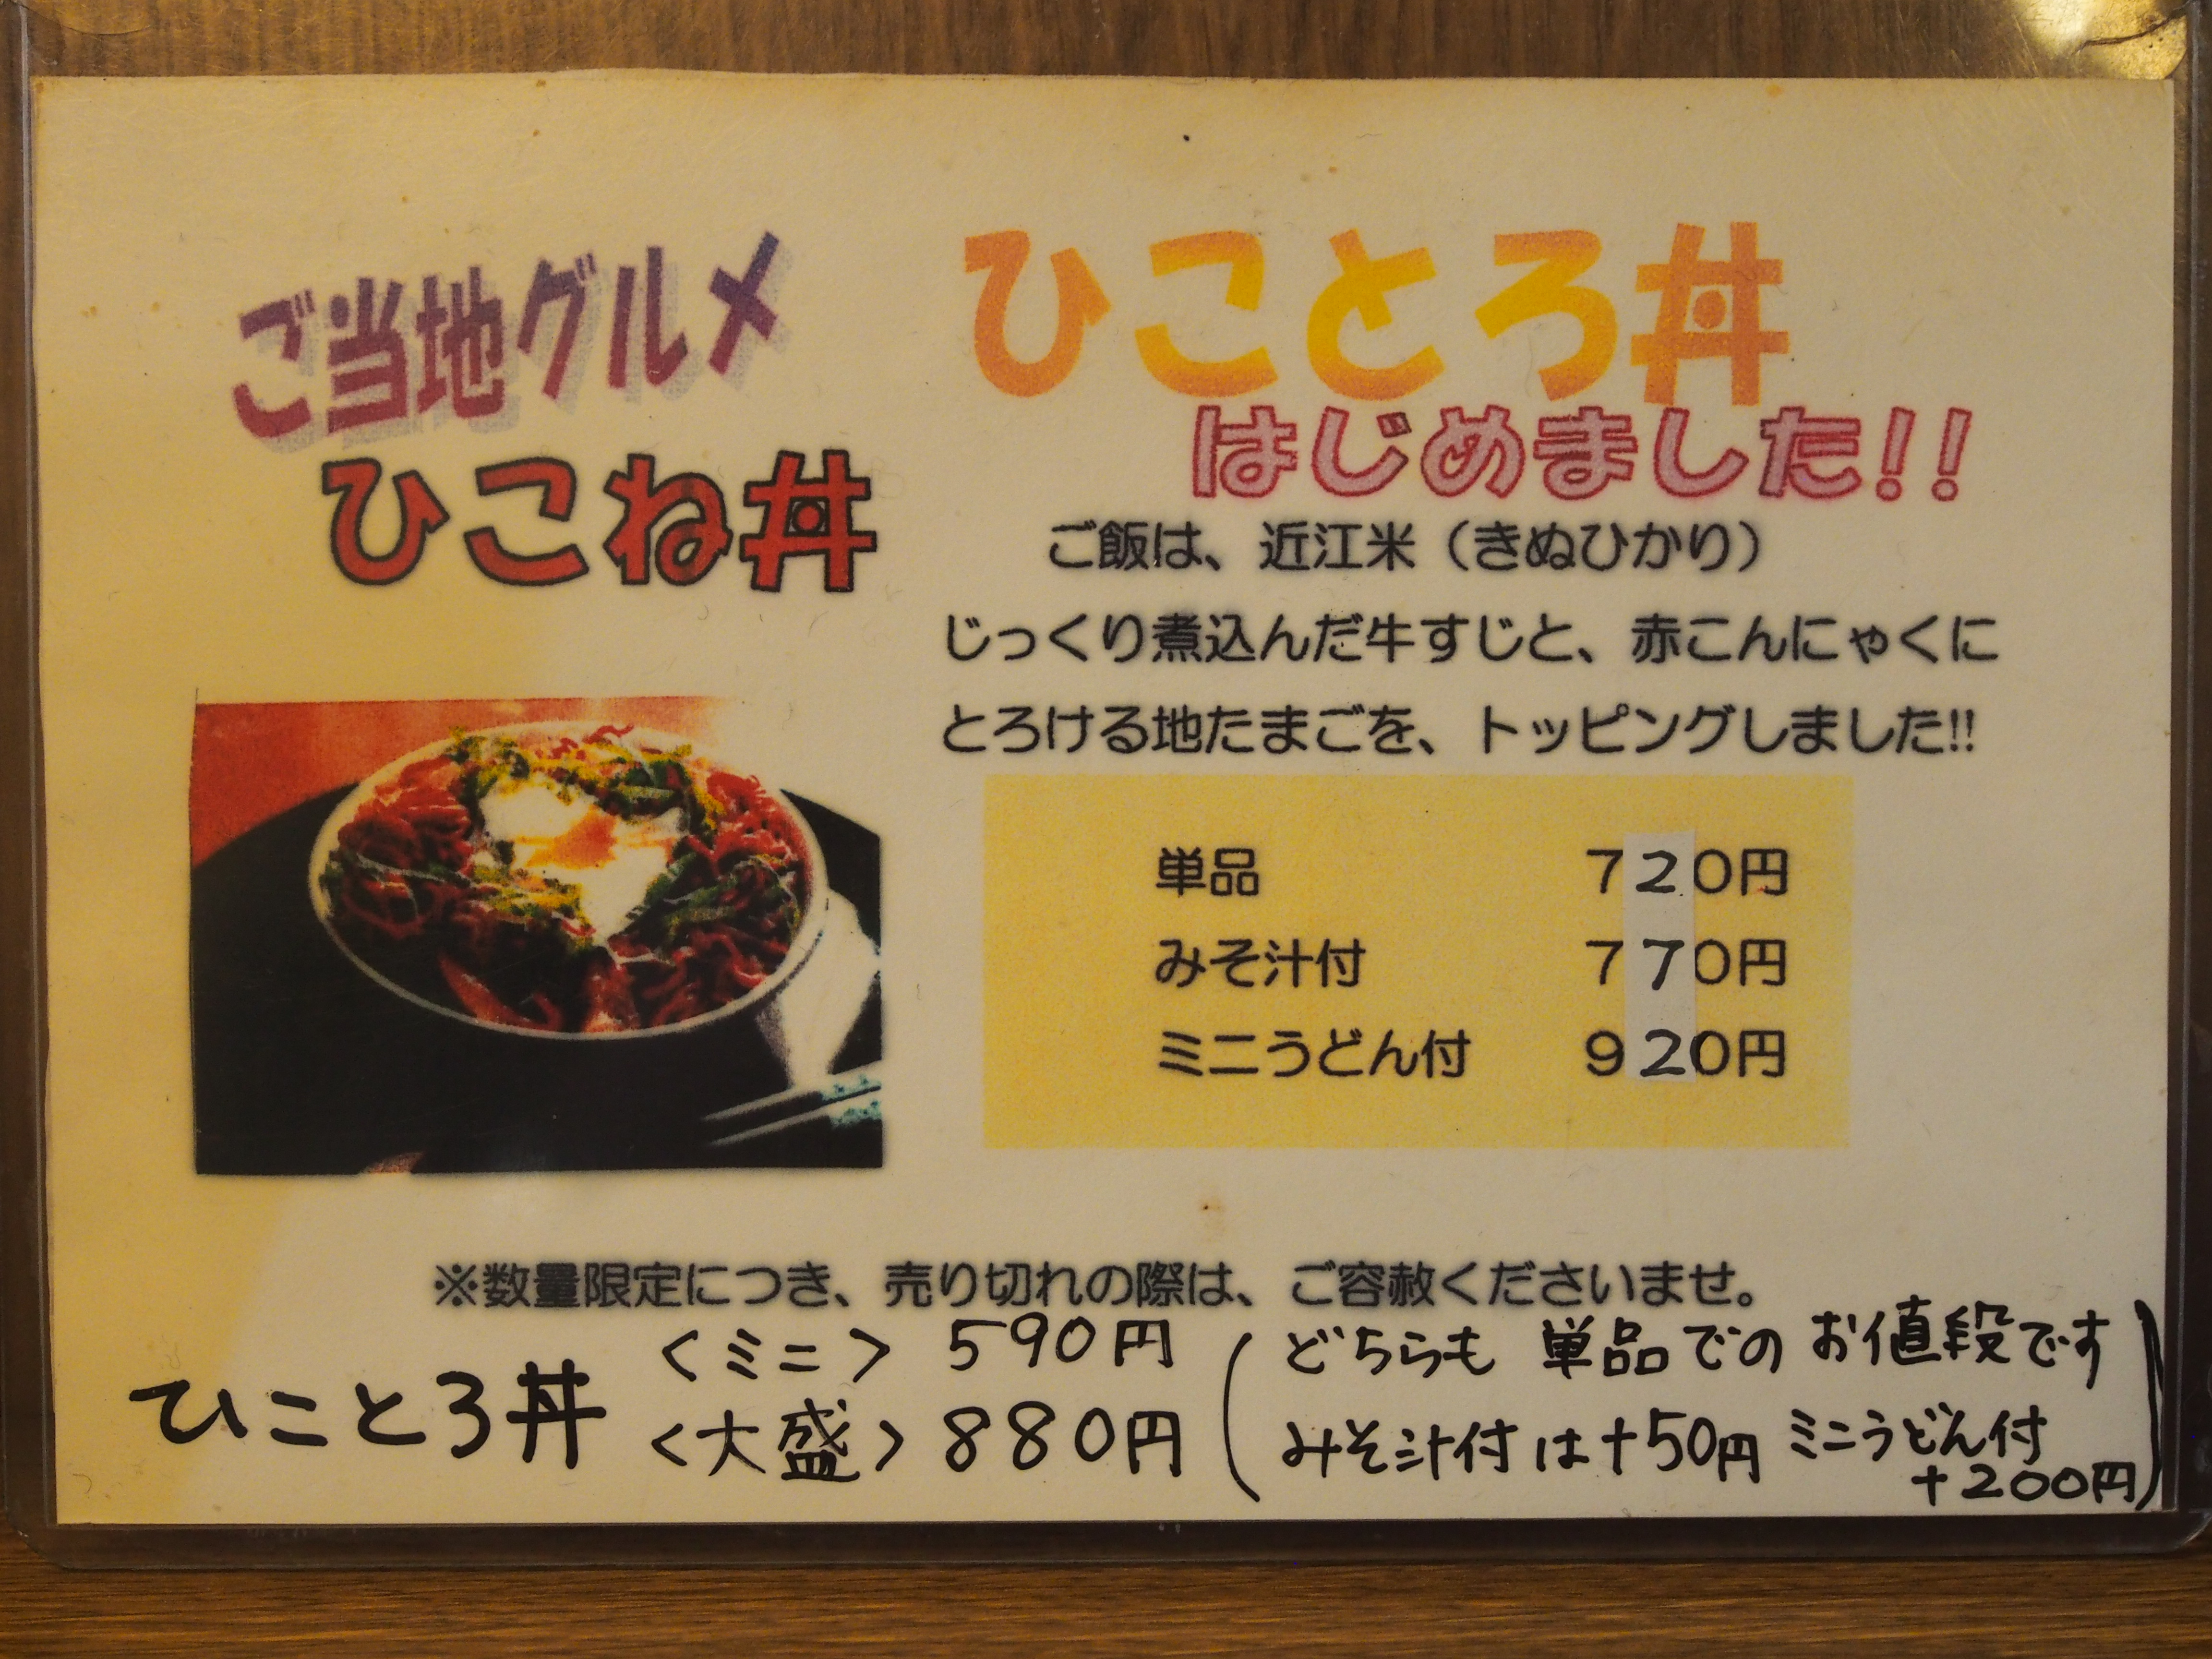 ご当地グルメ
ひこね丼
ひことろ丼
はじめました!!
ご飯は、近江米（きぬひかり）
じっくり煮込んだ牛すじと、赤こんにゃくに
とろける地たまごを、トッピングしました!!
単品 720円
みそ汁付 770円
ミニうどん付 920円
※数量限定につき、売り切れの際は、ご容赦くださいませ。
ひことろ丼
<ミニ> 590円
<大盛> 880円
(どちらも 単品での お値段です
みそ汁付は+50円 ミニうどん付
+200円)